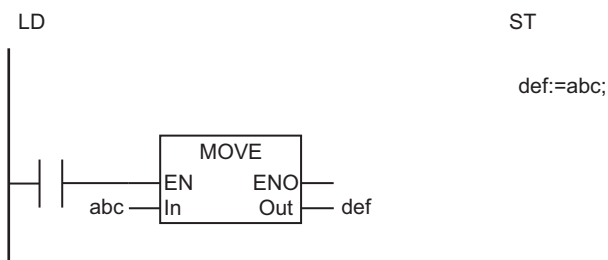 LD
ST
def:=abc;
MOVE
EN ENO
abc In Out def